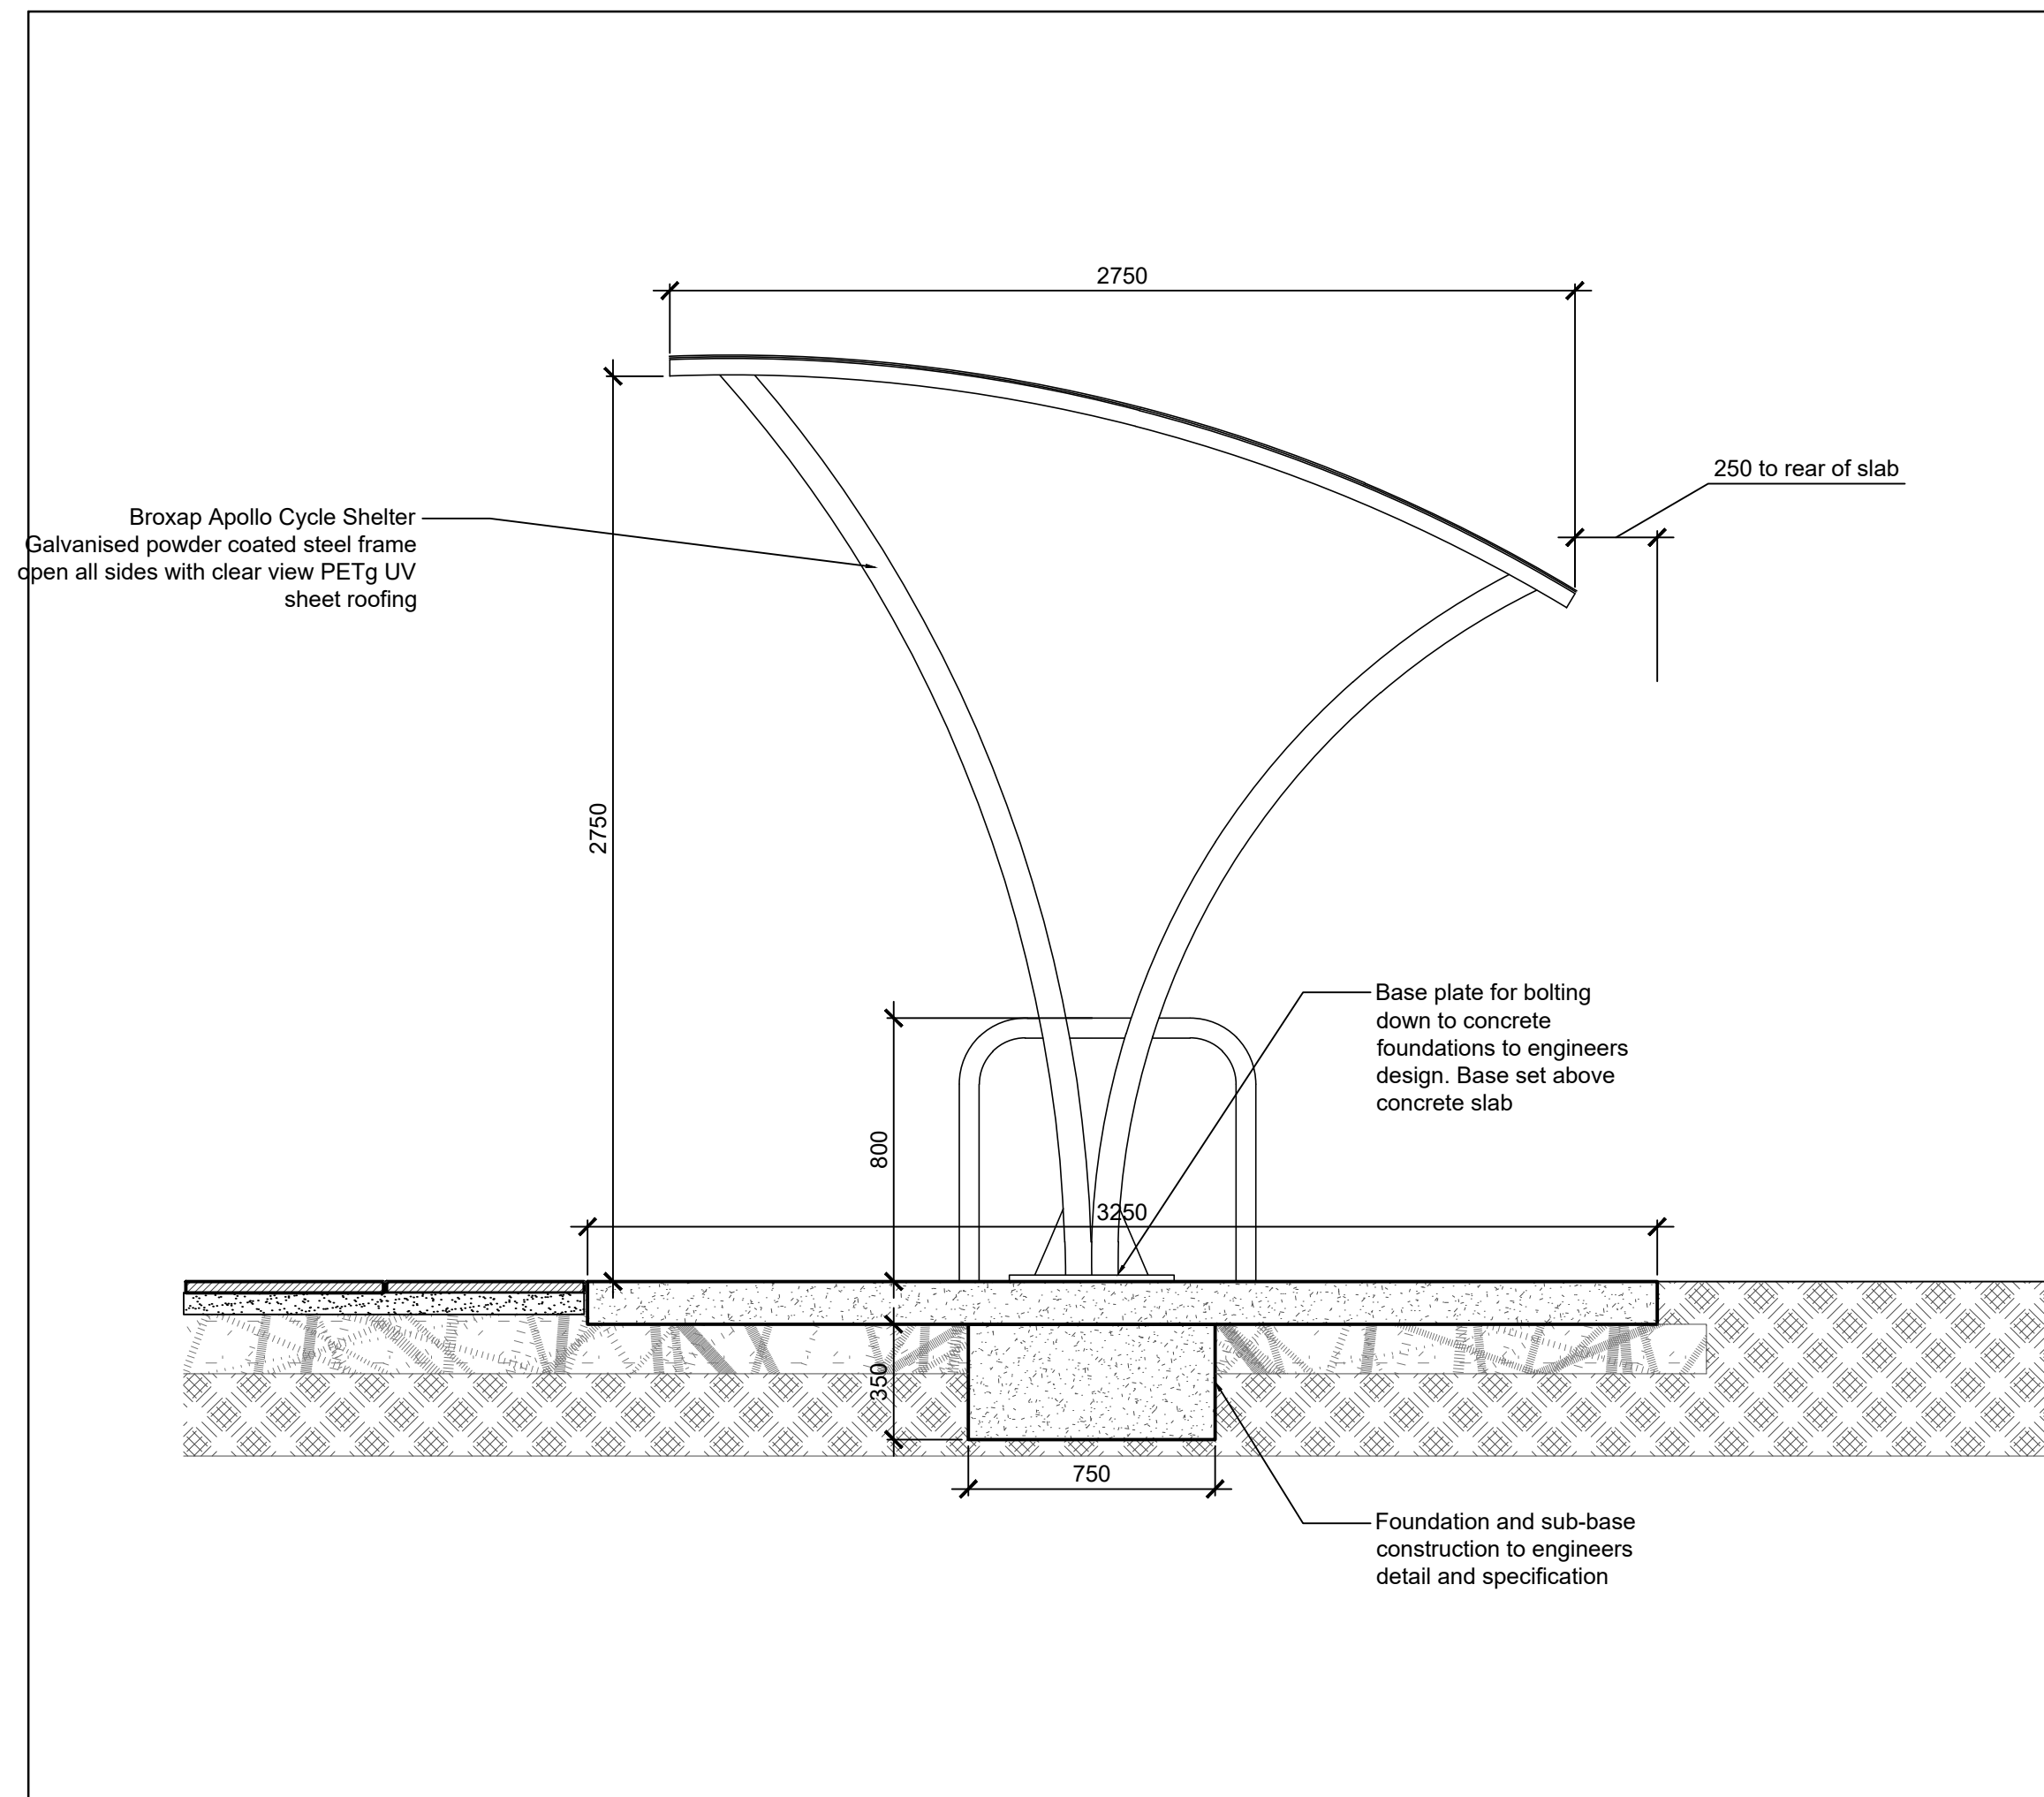 2750
250 to rear of slab
Broxap Apollo Cycle Shelter
Galvanised powder coated steel frame
open all sides with clear view PETg UV
sheet roofing
2750
Base plate for bolting
down to concrete
foundations to engineers
design. Base set above
concrete slab
800
3250
350
750
Foundation and sub-base
construction to engineers
detail and specification